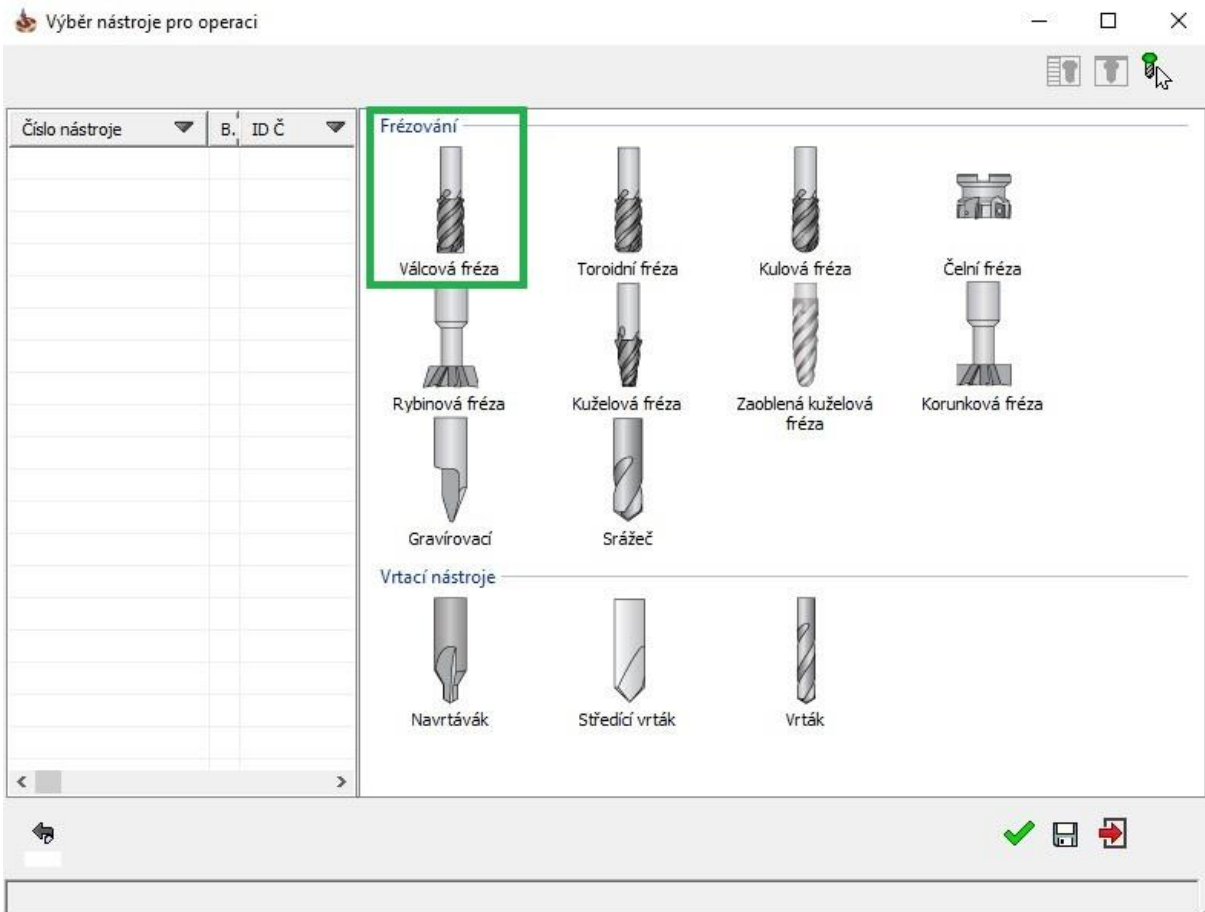 Výběr nástroje pro operaci
Číslo nástroje B. ID Č
Frézování
Válcová fréza Toroidní fréza Kulová fréza Čelní fréza
Rybinová fréza Kuželová fréza Zaoblená kuželová fréza Korunková fréza
Gravírovací Srážeč
Vrtací nástroje
Navrtávák Středící vrták Vrták